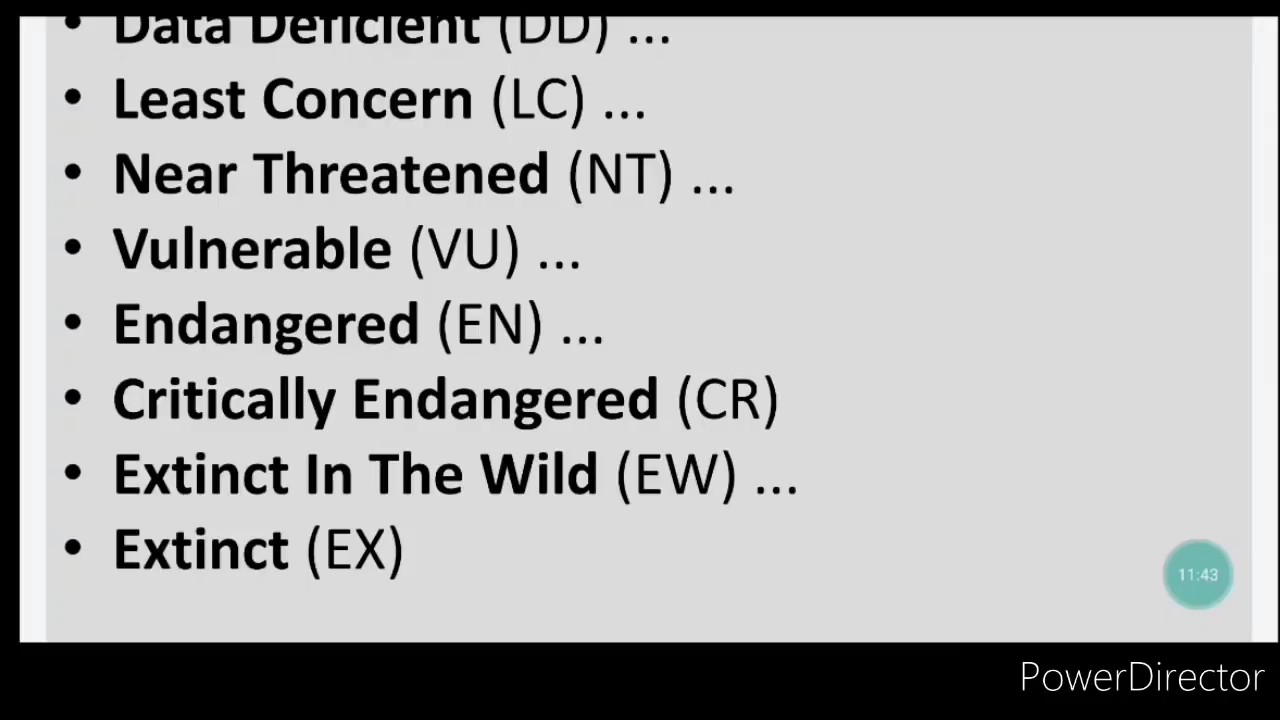 • Data Deficient (DD) ...
• Least Concern (LC) ...
• Near Threatened (NT) ...
• Vulnerable (VU) ...
• Endangered (EN) ...
• Critically Endangered (CR)
• Extinct In The Wild (EW) ...
• Extinct (EX)
11:43
PowerDirector